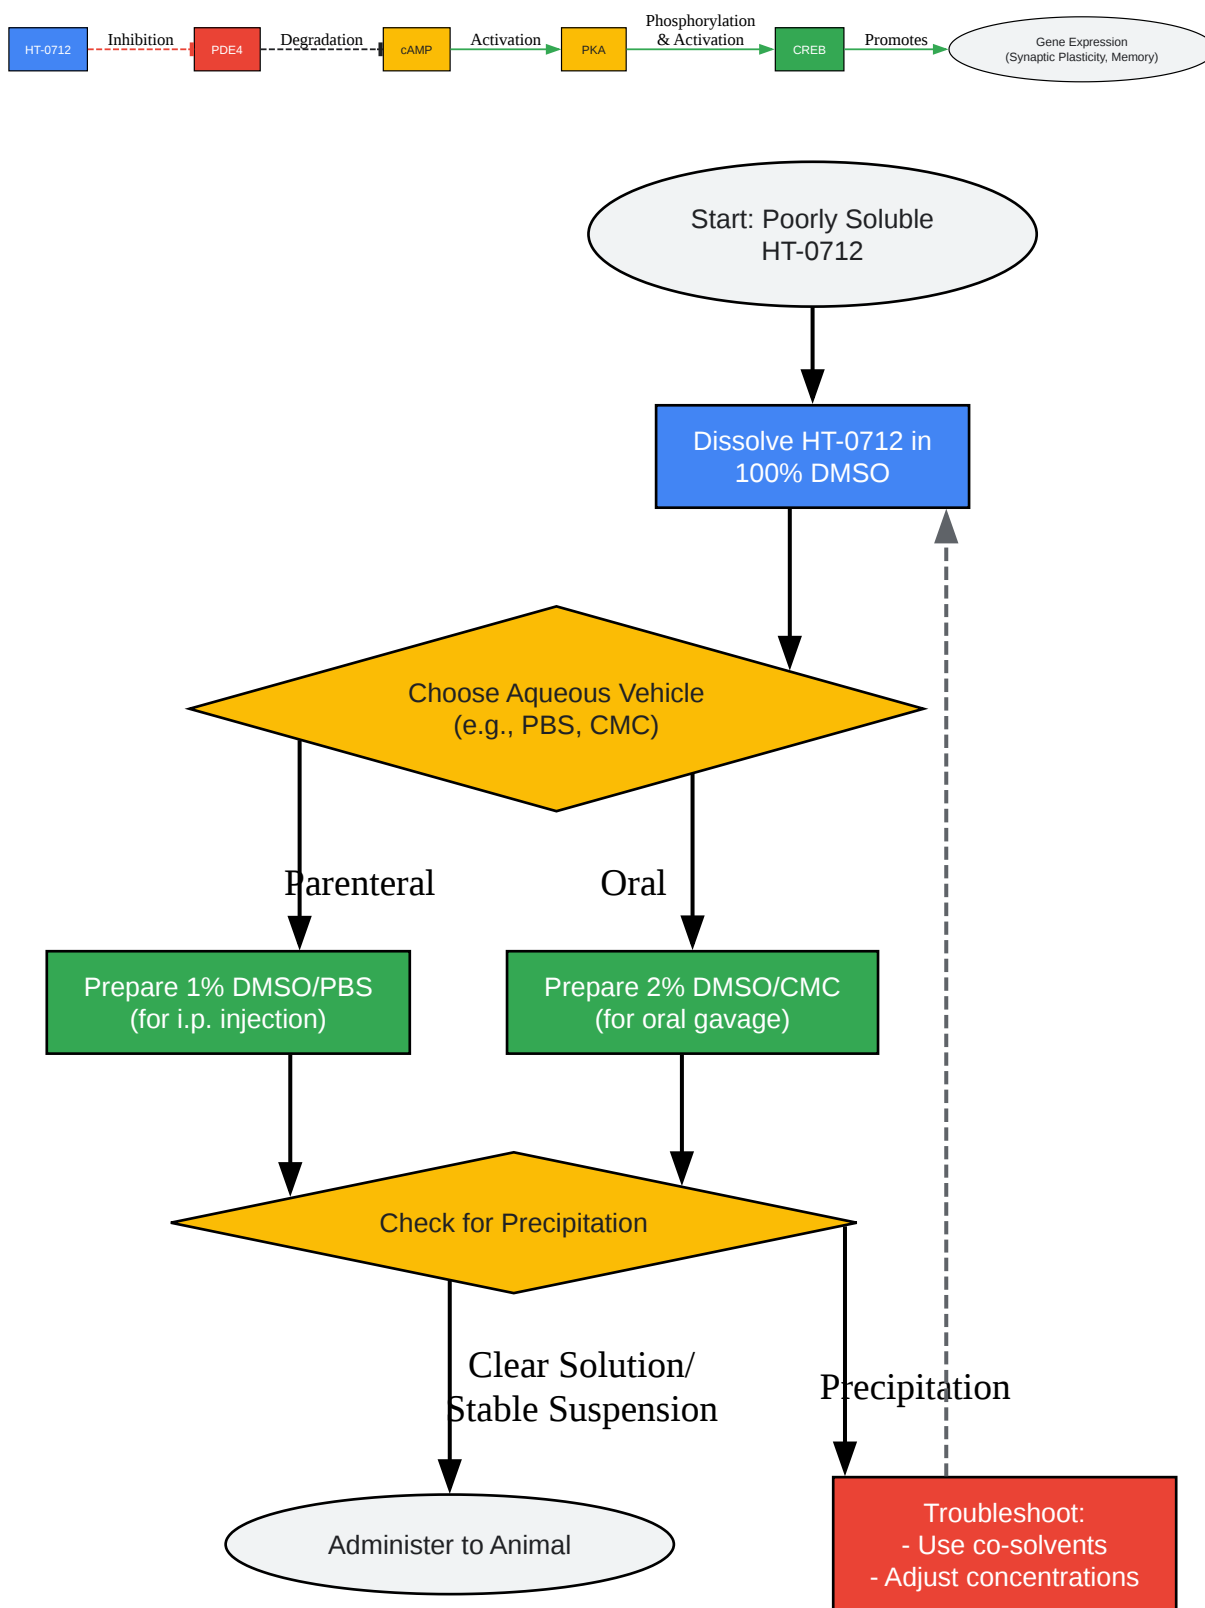 HT-0712
Inhibition
PDE4
Degradation
cAMP
Activation
PKA
Phosphorylation
& Activation
CREB
Promotes
Gene Expression
(Synaptic Plasticity, Memory)
Start: Poorly Soluble
HT-0712
Dissolve HT-0712 in
100% DMSO
Choose Aqueous Vehicle
(e.g., PBS, CMC)
Parenteral
Oral
Prepare 1% DMSO/PBS
(for i.p. injection)
Prepare 2% DMSO/CMC
(for oral gavage)
Check for Precipitation
Clear Solution/
Stable Suspension
Precipitation
Administer to Animal
Troubleshoot:
- Use co-solvents
- Adjust concentrations